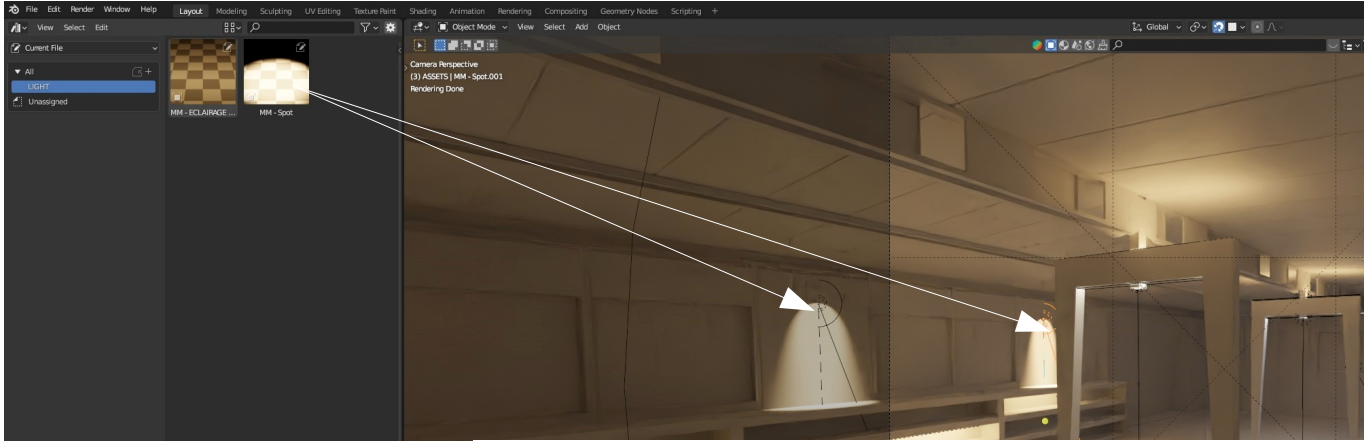 File Edit Render Window Help Layout Modeling Sculpting UV Editing Texture Paint Shading Animation Rendering Compositing Geometry Nodes Scripting +
View Select Edit Object Mode View Select Add Object Global
Current File
All
LIGHT
Unassigned
MM - ECLAIRAGE ... MM - Spot
Camera Perspective
(3) ASSETS | MM - Spot.001
Rendering Done